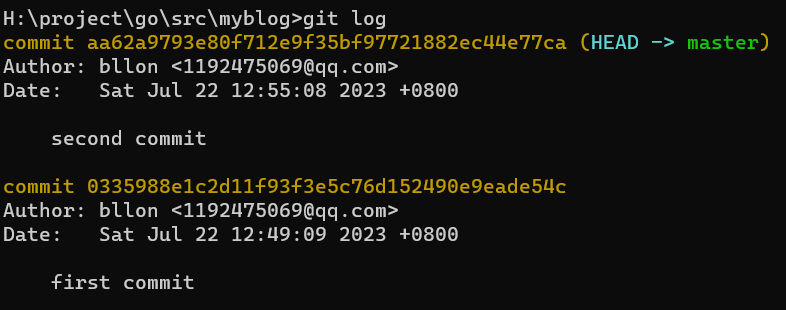 H:\project\go\src\myblog>git log
commit aa62a9793e80f712e9f35bf97721882ec44e77ca (HEAD -> master)
Author: bllon <1192475069@qq.com>
Date:   Sat Jul 22 12:55:08 2023 +0800
    second commit
commit 0335988e1c2d11f93f3e5c76d152490e9eade54c
Author: bllon <1192475069@qq.com>
Date:   Sat Jul 22 12:49:09 2023 +0800
    first commit